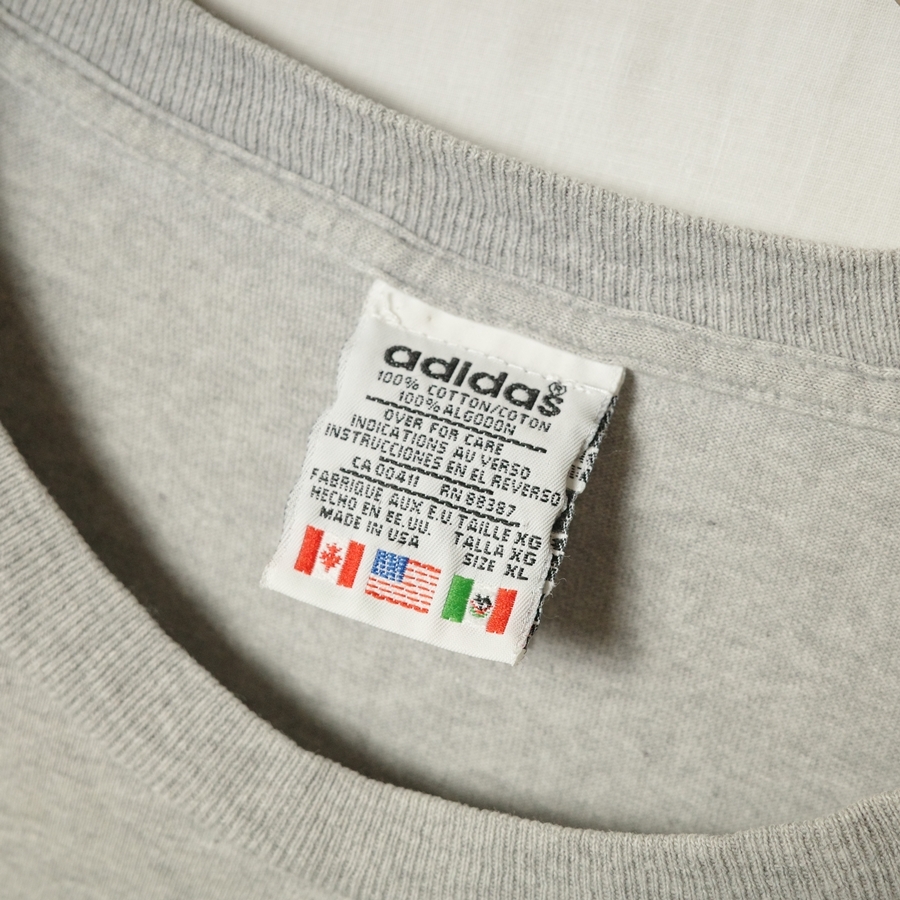 adidas®
100% COTTON/COTON
100% ALGODON
OVER FOR CARE
INDICATIONS AU VERSO
INSTRUCCIONES EN EL REVERSO
CA 00411 RN 88387
FABRIQUE AUX E.U. TAILLE XG
HECHO EN EE.UU. TALLA XG
MADE IN USA SIZE XL